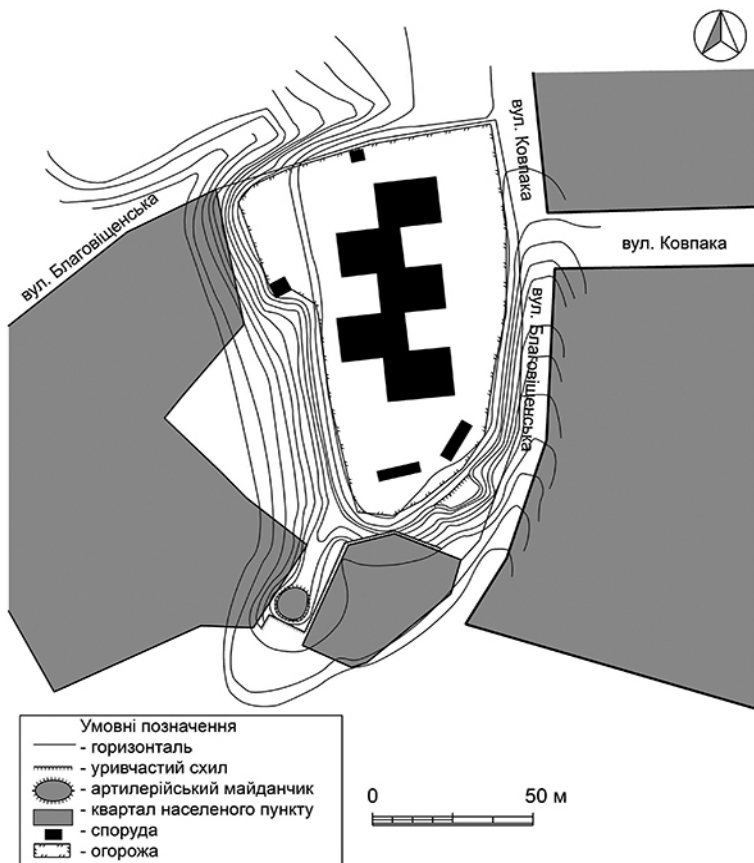 вул. Ковпака
вул. Ковпака
вул. Благовіщенська
вул. Благовіщенська
Умовні позначення
- горизонталь
- уривчастий схил
- артилерійський майданчик
- квартал населеного пункту
- споруда
- огорожа
0 50 м